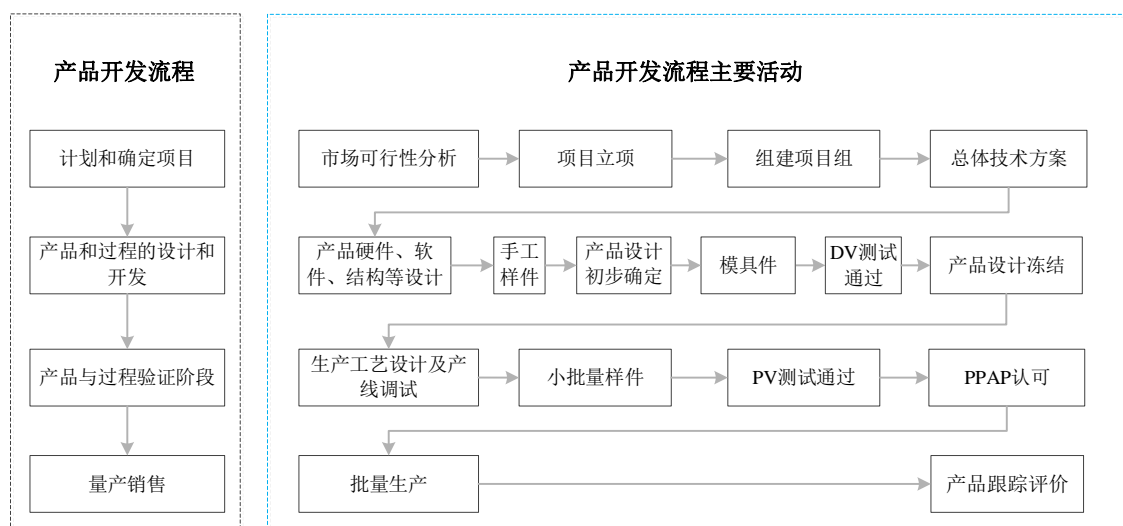 产品开发流程
产品开发流程主要活动
计划和确定项目
市场可行性分析
项目立项
组建项目组
总体技术方案
产品和过程的设计和
开发
产品硬件、软
件、结构等设计
手工
样件
产品设计
初步确定
模具件
DV测试
通过
产品设计冻结
产品与过程验证阶段
生产工艺设计及产
线调试
小批量样件
PV测试通过
PPAP认可
量产销售
批量生产
产品跟踪评价